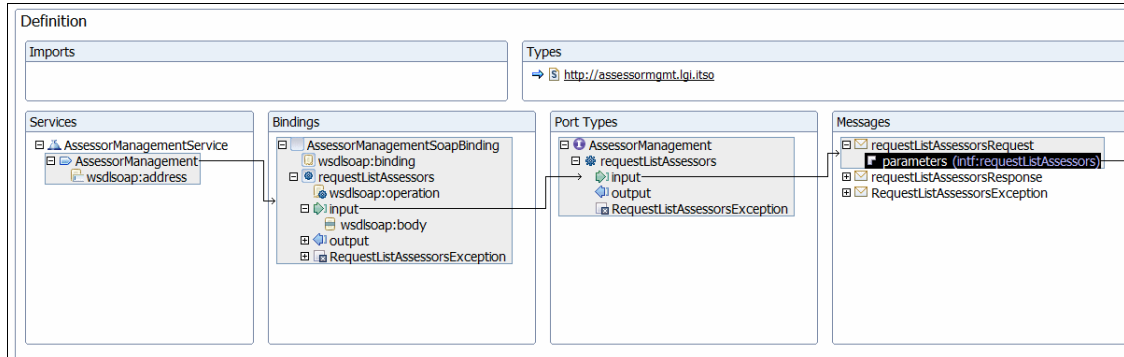 Definition
Imports
Types
http://assessormgmt.lgi.itso
Services
AssessorManagementService
AssessorManagement
wsdlsoap:address
Bindings
AssessorManagementSoapBinding
wsdlsoap:binding
requestListAssessors
wsdlsoap:operation
input
wsdlsoap:body
output
RequestListAssessorsException
Port Types
AssessorManagement
requestListAssessors
input
output
RequestListAssessorsException
Messages
requestListAssessorsRequest
parameters (intf:requestListAssessors)
requestListAssessorsResponse
RequestListAssessorsException